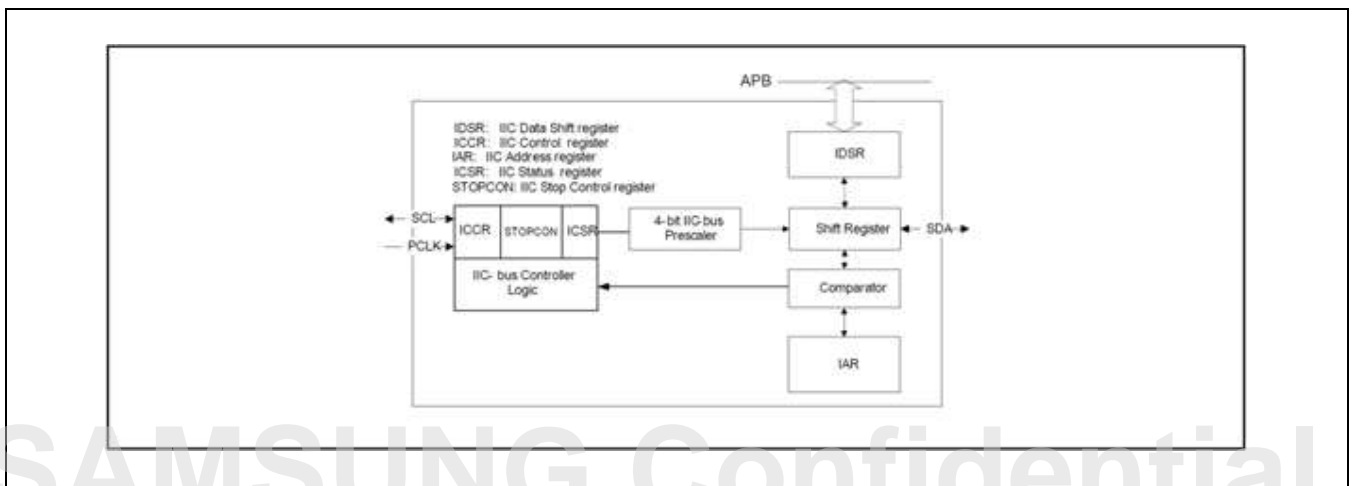 APB
IDSR: IIC Data Shift register
ICCR: IIC Control register
IAR: IIC Address register
ICSR: IIC Status register
STOPCON: IIC Stop Control register
IDSR
SCL
PCLK
ICCR
STOPCON
ICSR
4-bit IIC-bus
Prescaler
Shift Register
SDA
IIC- bus Controller
Logic
Comparator
IAR
SAMSUNG Confidential